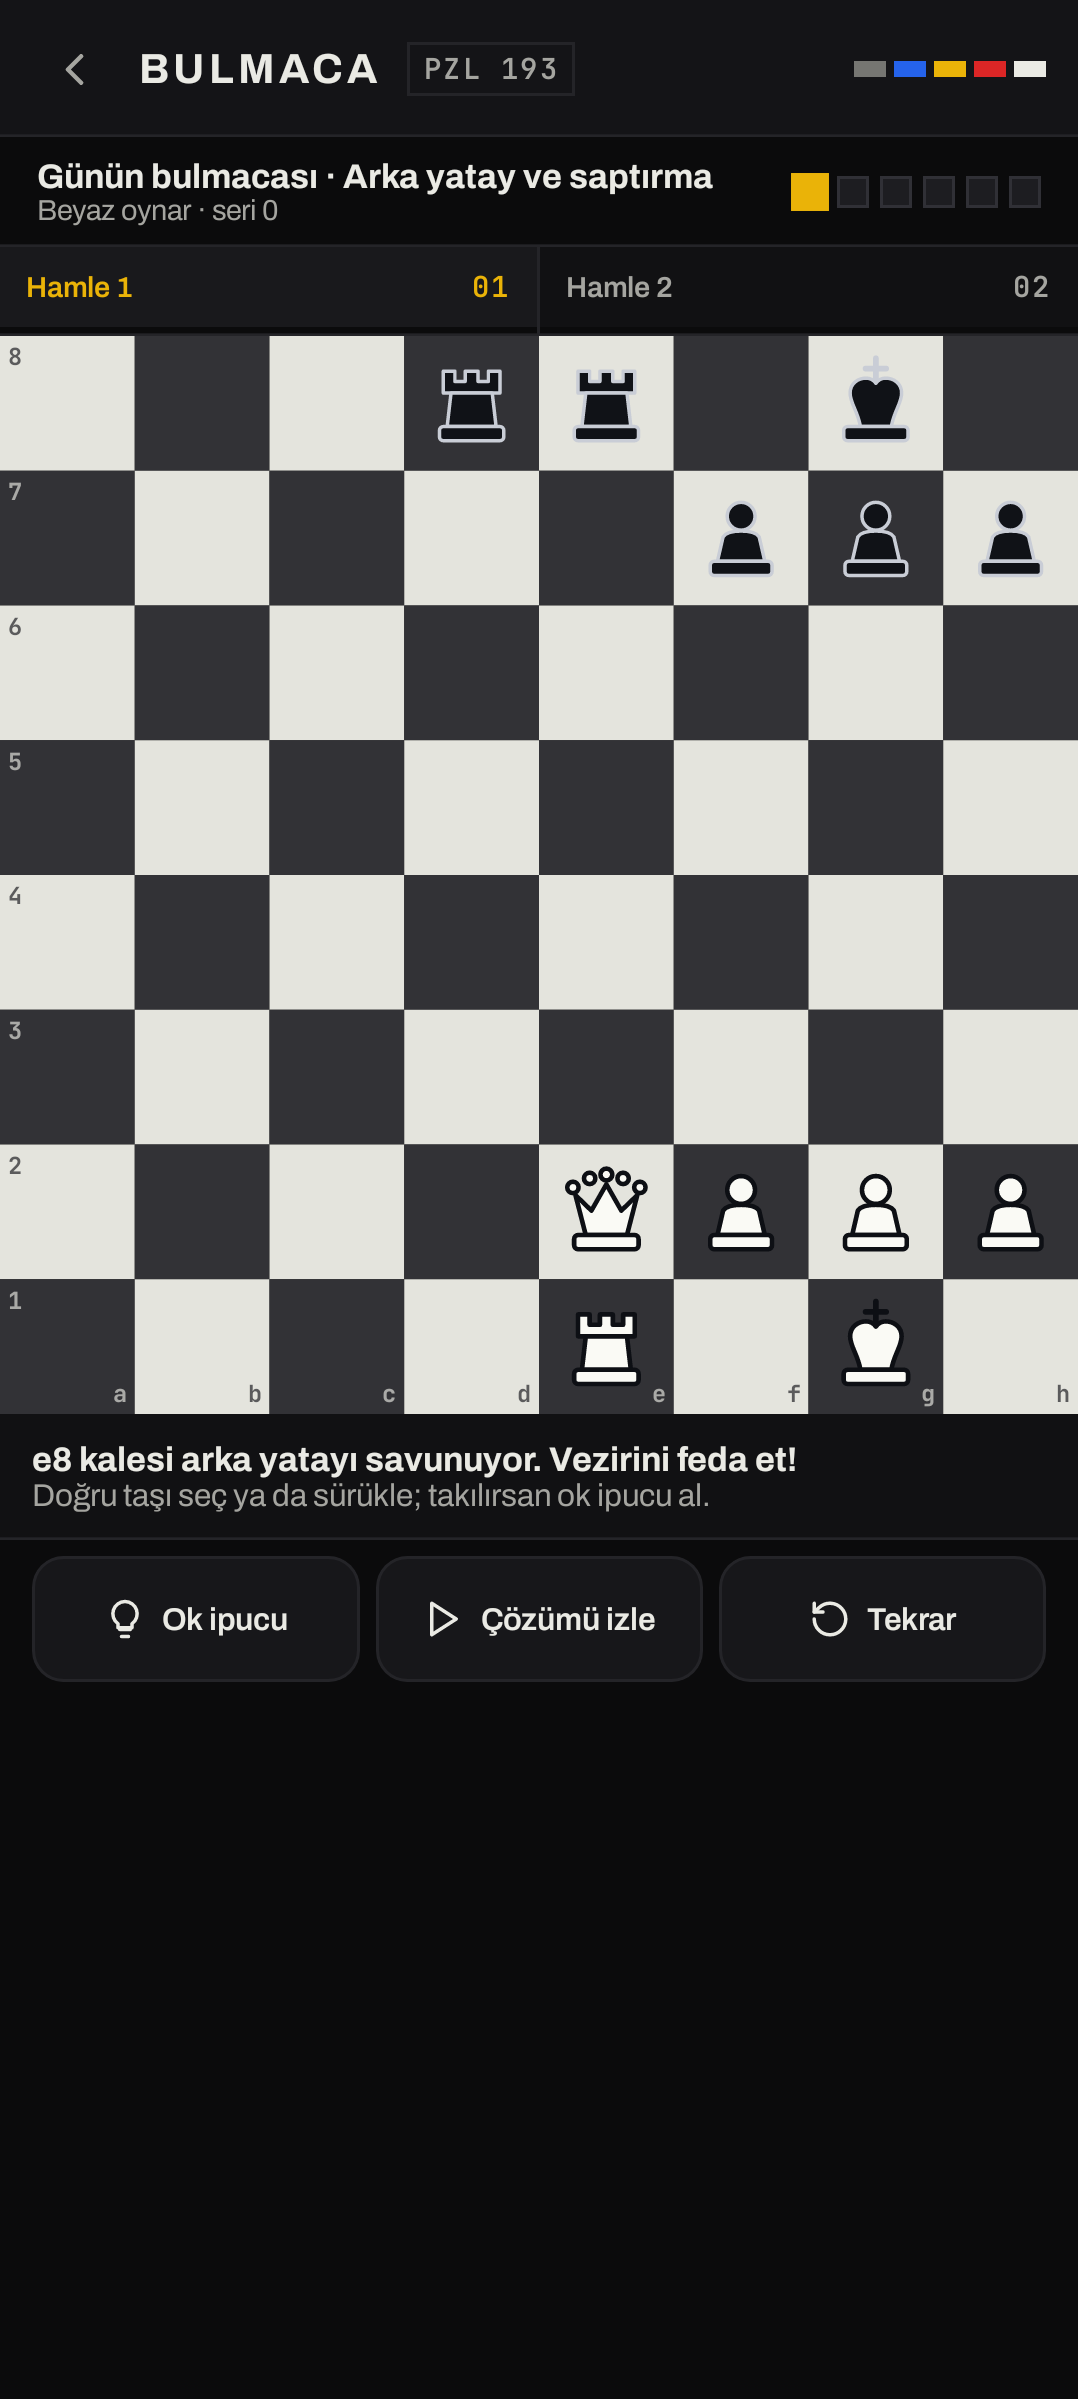 BULMACA PZL 193
Günün bulmacası · Arka yatay ve saptırma
Beyaz oynar · seri 0
Hamle 1 01 Hamle 2 02
8
7
6
5
4
3
2
1
a b c d e f g h
e8 kalesi arka yatayı savunuyor. Vezirini feda et!
Doğru taşı seç ya da sürükle; takılırsan ok ipucu al.
Ok ipucu Çözümü izle Tekrar